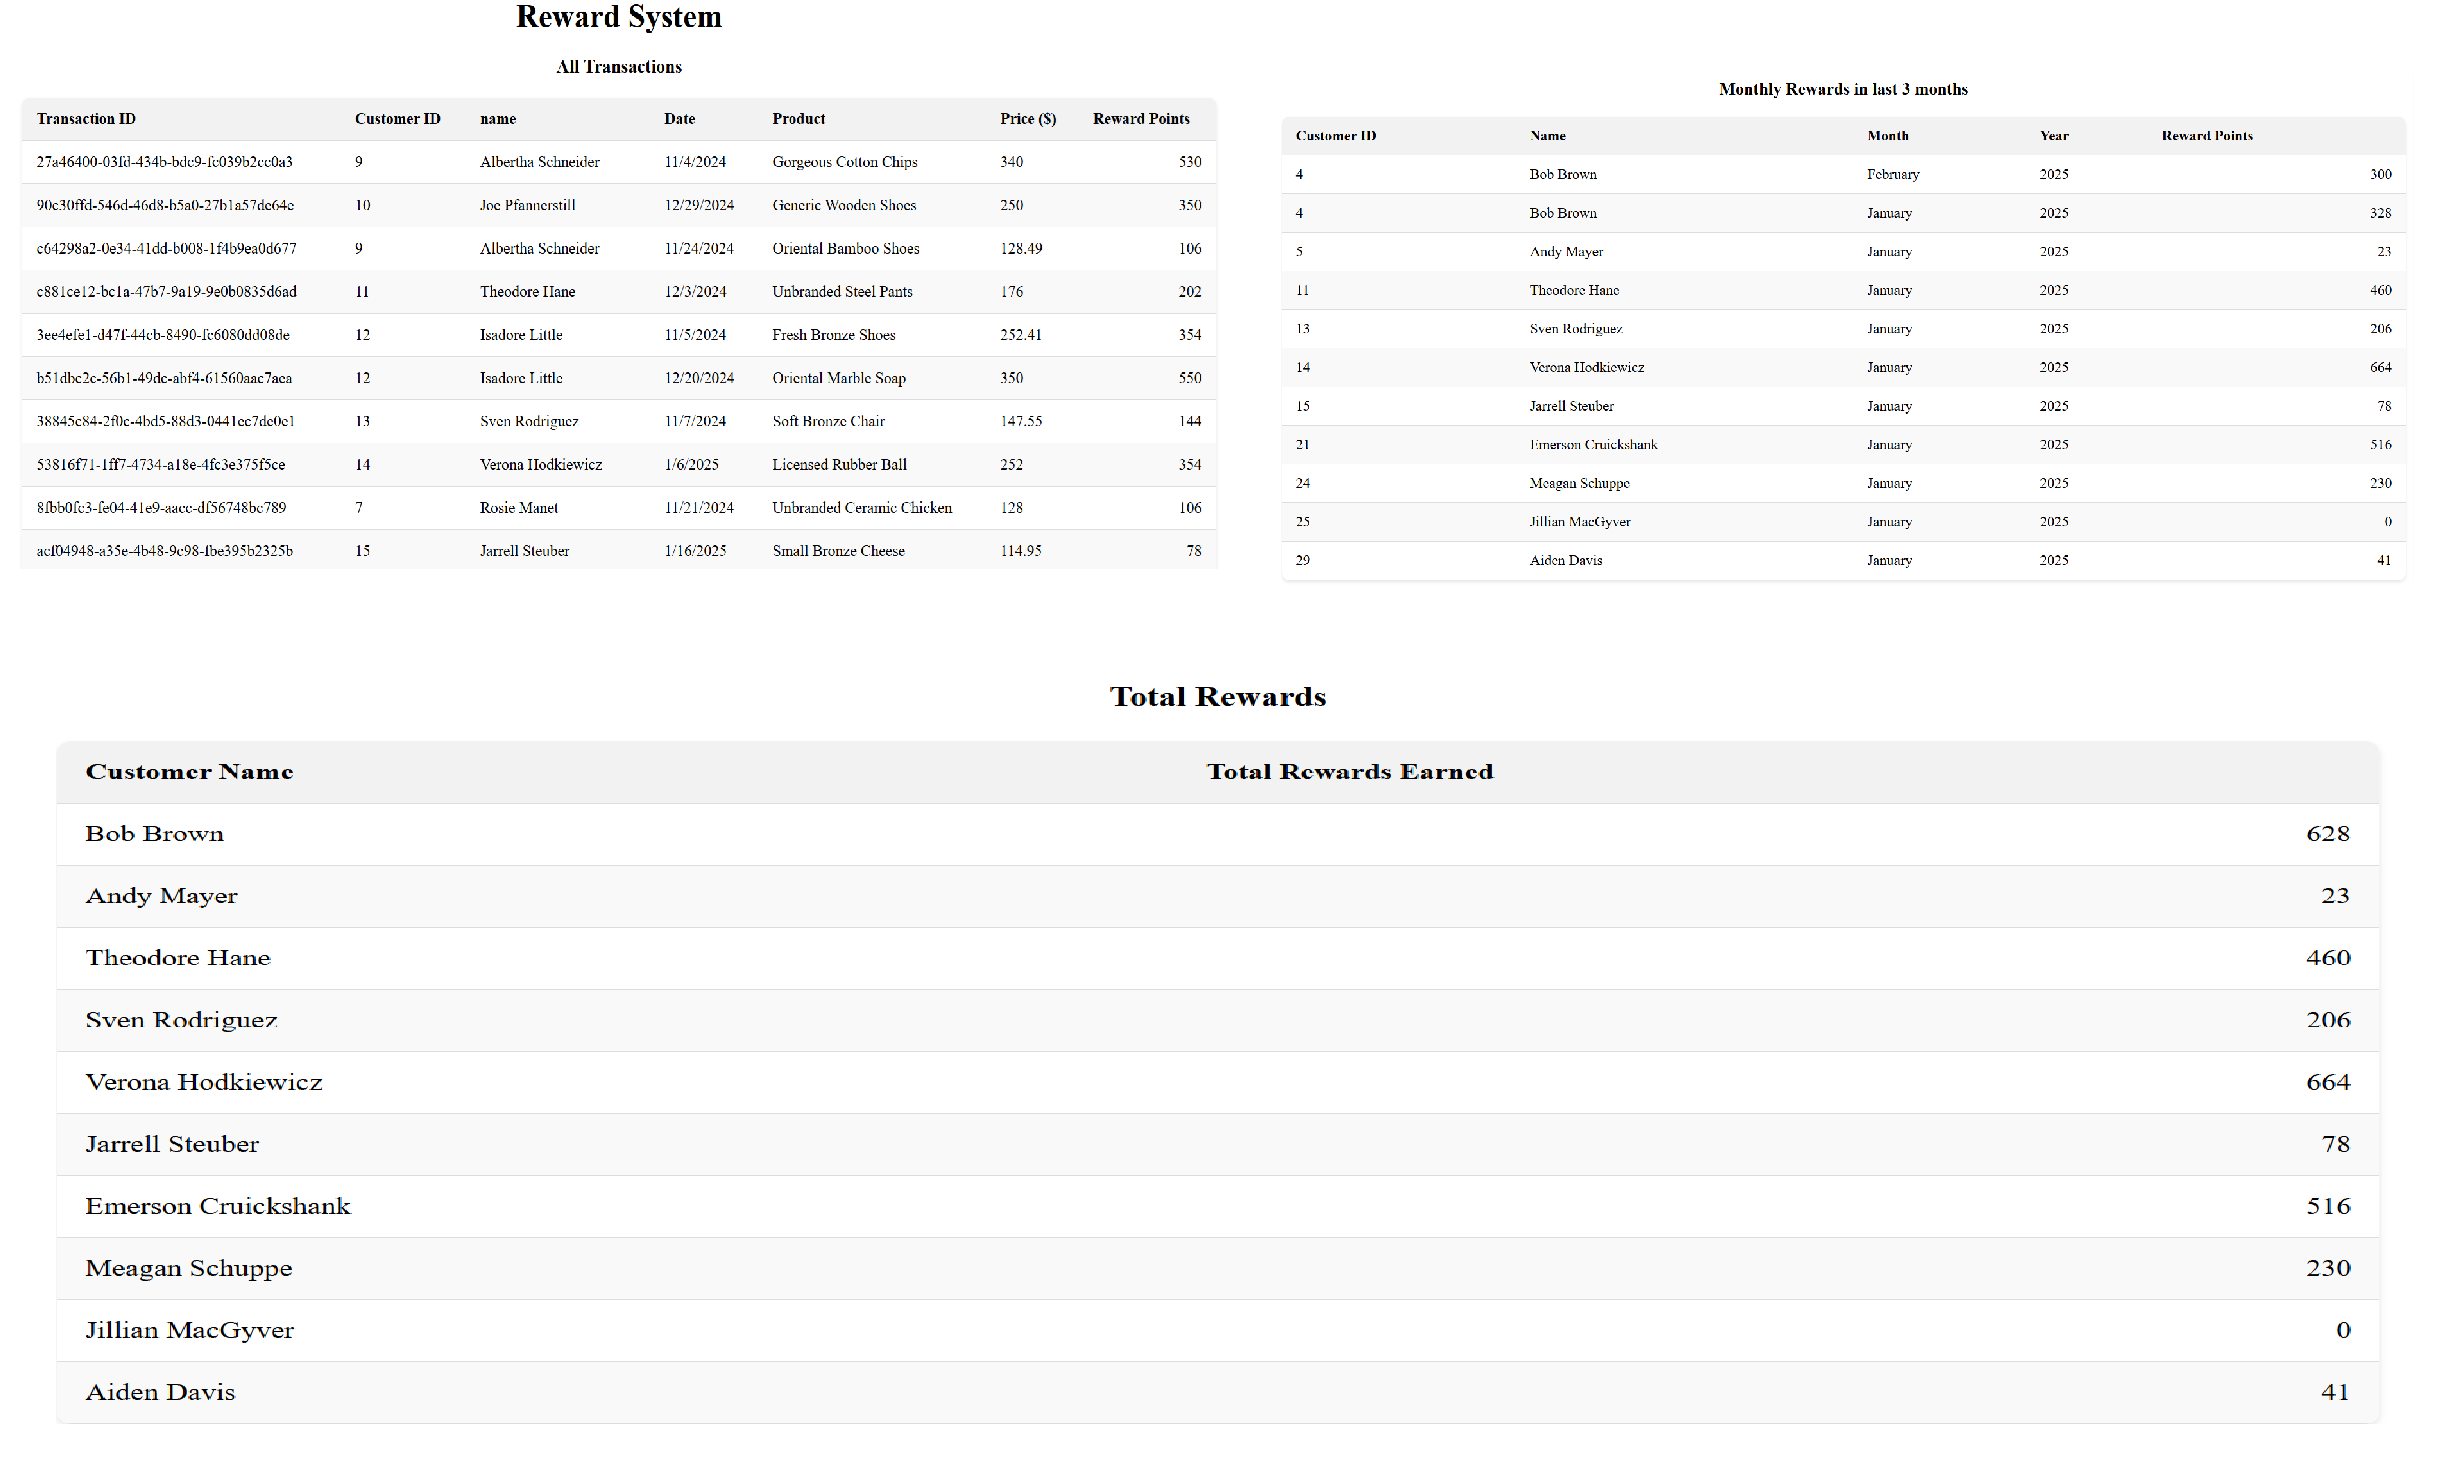 Reward System
All Transactions
Transaction ID Customer ID name Date Product Price ($) Reward Points
27a46400-03fd-434b-bdc9-fc039b2cc0a3 9 Albertha Schneider 11/4/2024 Gorgeous Cotton Chips 340 530
90c30ffd-546d-46d8-b5a0-27b1a57dc64e 10 Joe Pfannerstill 12/29/2024 Generic Wooden Shoes 250 350
c64298a2-0e34-41dd-b008-1f4b9ea0d677 9 Albertha Schneider 11/24/2024 Oriental Bamboo Shoes 128.49 106
c881ce12-bc1a-47b7-9a19-9e0b0835d6ad 11 Theodore Hane 12/3/2024 Unbranded Steel Pants 176 202
3ee4efe1-d47f-44cb-8490-fc6080dd08de 12 Isadore Little 11/5/2024 Fresh Bronze Shoes 252.41 354
b51dbc2c-56b1-49dc-abf4-61560aac7aea 12 Isadore Little 12/20/2024 Oriental Marble Soap 350 550
38845c84-2f0c-4bd5-88d3-0441ec7de0e1 13 Sven Rodriguez 11/7/2024 Soft Bronze Chair 147.55 144
53816f71-1ff7-4734-a18e-4fc3e375f5ce 14 Verona Hodkiewicz 1/6/2025 Licensed Rubber Ball 252 354
8fbb0fc3-fe04-41e9-aacc-df56748bc789 7 Rosie Manet 11/21/2024 Unbranded Ceramic Chicken 128 106
acf04948-a35e-4b48-9c98-fbe395b2325b 15 Jarrell Steuber 1/16/2025 Small Bronze Cheese 114.95 78
Monthly Rewards in last 3 months
Customer ID Name Month Year Reward Points
4 Bob Brown February 2025 300
4 Bob Brown January 2025 328
5 Andy Mayer January 2025 23
11 Theodore Hane January 2025 460
13 Sven Rodriguez January 2025 206
14 Verona Hodkiewicz January 2025 664
15 Jarrell Steuber January 2025 78
21 Emerson Cruickshank January 2025 516
24 Meagan Schuppe January 2025 230
25 Jillian MacGyver January 2025 0
29 Aiden Davis January 2025 41
Total Rewards
Customer Name Total Rewards Earned
Bob Brown 628
Andy Mayer 23
Theodore Hane 460
Sven Rodriguez 206
Verona Hodkiewicz 664
Jarrell Steuber 78
Emerson Cruickshank 516
Meagan Schuppe 230
Jillian MacGyver 0
Aiden Davis 41